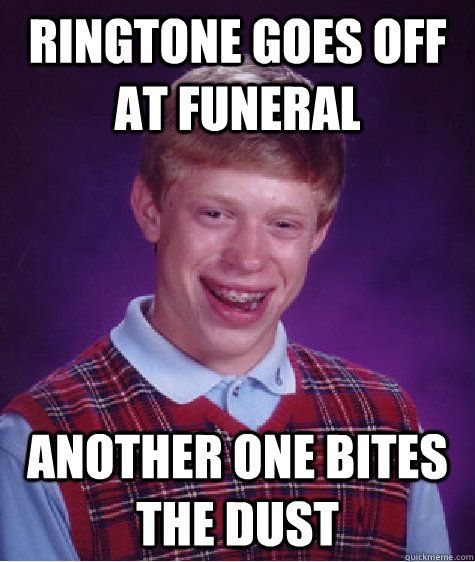 RINGTONE GOES OFF
AT FUNERAL
ANOTHER ONE BITES
THE DUST
quickmeme.com